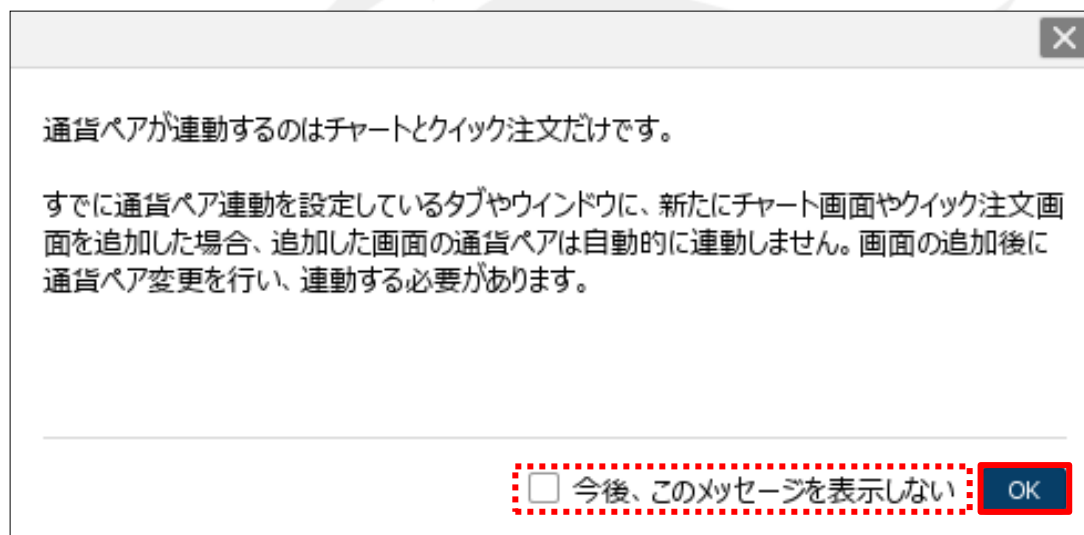 通貨ペアが連動するのはチャートとクイック注文だけです。
すでに通貨ペア連動を設定しているタブやウインドウに、新たにチャート画面やクイック注文画
面を追加した場合、追加した画面の通貨ペアは自動的に連動しません。画面の追加後に
通貨ペア変更を行い、連動する必要があります。
今後、このメッセージを表示しない
OK